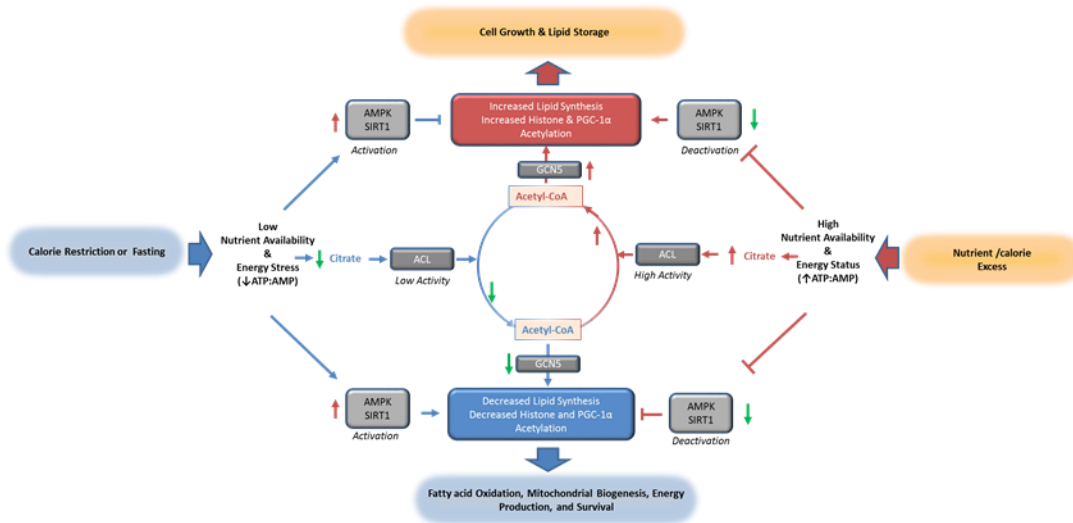 Cell Growth & Lipid Storage
AMPK
SIRT1
Activation
Increased Lipid Synthesis
Increased Histone & PGC-1α
Acetylation
AMPK
SIRT1
Deactivation
GCN5
Acetyl-CoA
Calorie Restriction or Fasting
Low
Nutrient Availability
&
Energy Stress
(↓ATP:AMP)
Citrate
ACL
Low Activity
ACL
High Activity
Citrate
High
Nutrient Availability
&
Energy Status
(↑ATP:AMP)
Nutrient /calorie
Excess
Acetyl-CoA
GCN5
AMPK
SIRT1
Activation
Decreased Lipid Synthesis
Decreased Histone and PGC-1α
Acetylation
AMPK
SIRT1
Deactivation
Fatty acid Oxidation, Mitochondrial Biogenesis, Energy
Production, and Survival